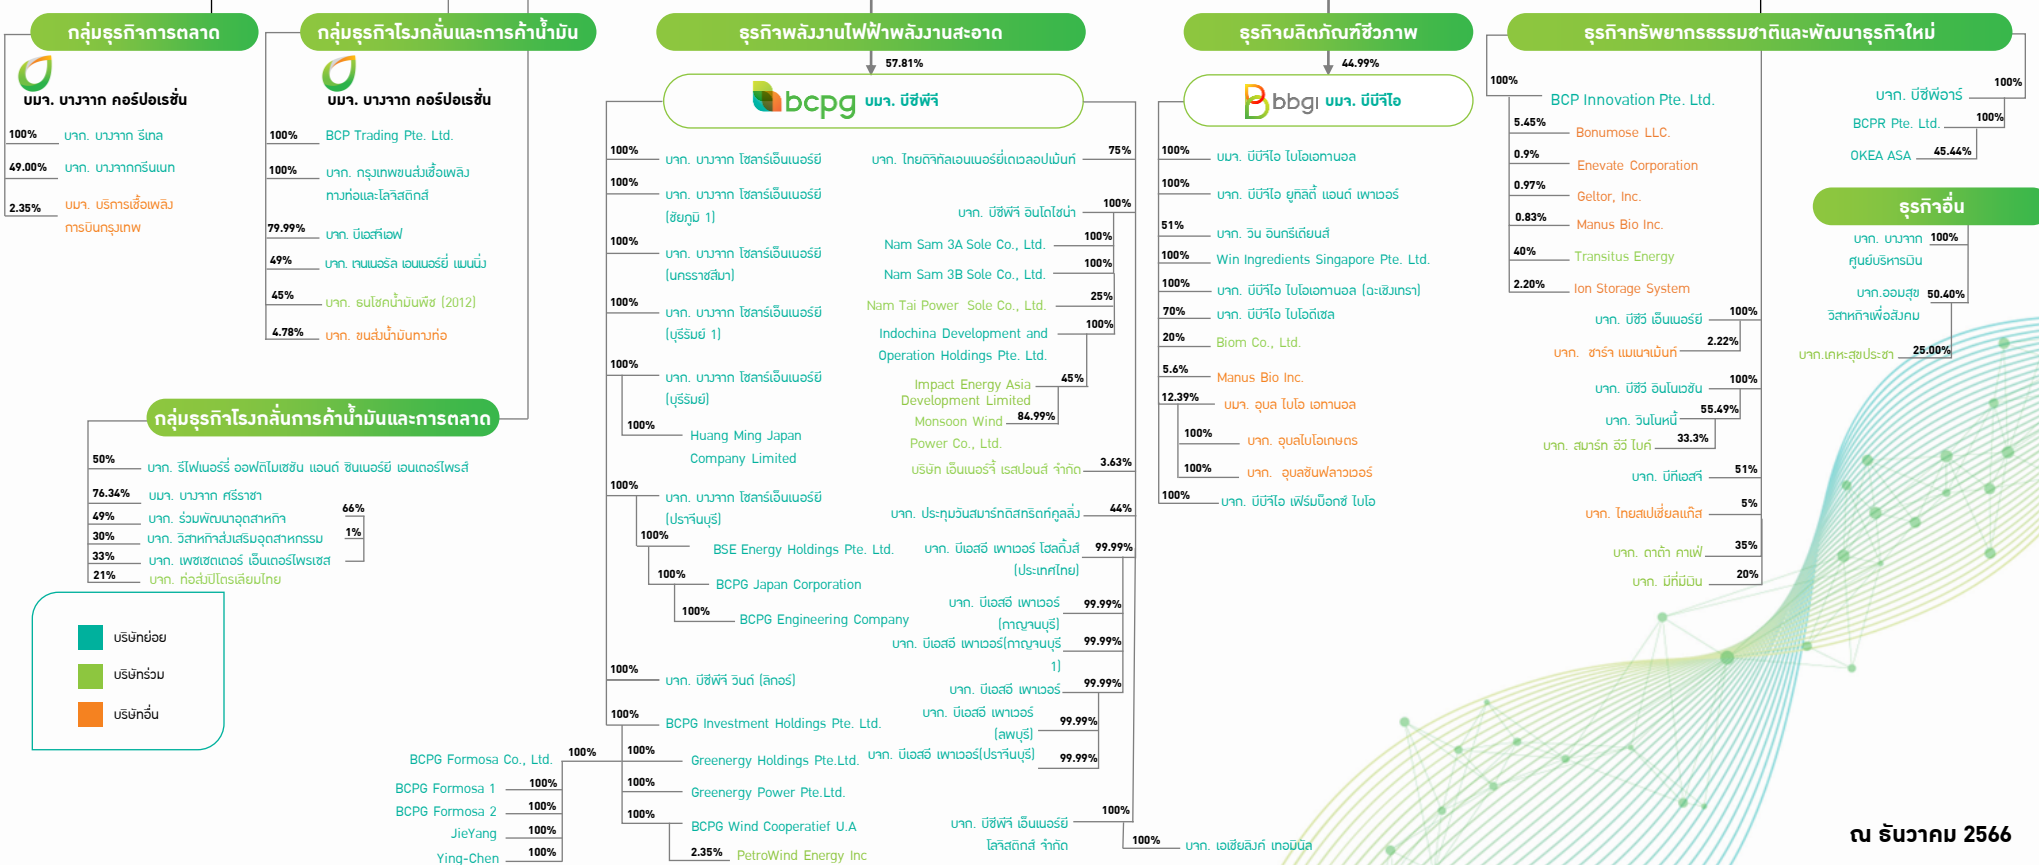 กลุ่มธุรกิจการตลาด
บมจ. บางจาก คอร์ปอเรชั่น
100% บจก. บางจาก รีเทล
49.00% บจก. บางจากกรีนเนท
2.35% บมจ. บริการเชื้อเพลิง
การบินกรุงเทพ
กลุ่มธุรกิจโรงกลั่นและการค้าน้ำมัน
บมจ. บางจาก คอร์ปอเรชั่น
100% BCP Trading Pte. Ltd.
100% บจก. กรุงเทพขนส่งเชื้อเพลิง
ทางท่อและโลจิสติกส์
79.99% บจก. บีเอสจีเอฟ
49% บจก. เจนเนอรัล เอนเนอร์ยี่ แมนนิ่ง
45% บจก. ธนโชคน้ำมันพืช (2012)
4.78% บจก. ขนส่งน้ำมันทางท่อ
กลุ่มธุรกิจโรงกลั่นการค้าน้ำมันและการตลาด
50% บจก. รีไฟเนอร์รี่ ออฟติไมเซชัน แอนด์ ซินเนอร์ยี เอนเตอร์ไพรส์
76.34% บมจ. บางจาก ศรีราชา
49% บจก. ร่วมพัฒนาอุตสาหกิจ 66%
30% บจก. วิสาหกิจส่งเสริมอุตสาหกรรม 1%
33% บจก. เพชเซตเตอร์ เอ็นเตอร์ไพรเซส
21% บจก. ท่อส่งปิโตรเลียมไทย
บริษัทย่อย
บริษัทร่วม
บริษัทอื่น
ธุรกิจพลังงานไฟฟ้าพลังงานสะอาด
57.81%
bcpg บมจ. บีซีพีจี
100% บจก. บางจาก โซลาร์เอ็นเนอร์ยี
100% บจก. บางจาก โซลาร์เอ็นเนอร์ยี
(ชัยภูมิ 1)
100% บจก. บางจาก โซลาร์เอ็นเนอร์ยี
(นครราชสีมา)
100% บจก. บางจาก โซลาร์เอ็นเนอร์ยี
(บุรีรัมย์ 1)
100% บจก. บางจาก โซลาร์เอ็นเนอร์ยี
(บุรีรัมย์)
100% Huang Ming Japan
Company Limited
100% บจก. บางจาก โซลาร์เอ็นเนอร์ยี
(ปราจีนบุรี)
100% BSE Energy Holdings Pte. Ltd.
100% BCPG Japan Corporation
100% BCPG Engineering Company
100% บจก. บีซีพีจี วินด์ (ลิกอร์)
100% BCPG Investment Holdings Pte. Ltd.
BCPG Formosa Co., Ltd. 100%
BCPG Formosa 1 100%
BCPG Formosa 2 100%
JieYang 100%
Ying-Chen 100%
100% Greenergy Holdings Pte.Ltd.
100% Greenergy Power Pte.Ltd.
100% BCPG Wind Cooperatief U.A
2.35% PetroWind Energy Inc
บจก. ไทยดิจิทัลเอนเนอร์ยี่เดเวลอปเม้นท์ 75%
บจก. บีซีพีจี อินโดไชน่า 100%
Nam Sam 3A Sole Co., Ltd. 100%
Nam Sam 3B Sole Co., Ltd. 100%
Nam Tai Power Sole Co., Ltd. 25%
Indochina Development and 100%
Operation Holdings Pte. Ltd.
Impact Energy Asia 45%
Development Limited
Monsoon Wind 84.99%
Power Co., Ltd.
บริษัท เอ็นเนอร์จี้ เรสปอนส์ จำกัด 3.63%
บจก. ประทุมวันสมาร์ทดิสทริตท์คูลลิ่ง 44%
บจก. บีเอสอี เพาเวอร์ โฮลดิ้งส์ 99.99%
(ประเทศไทย)
บจก. บีเอสอี เพาเวอร์ 99.99%
(กาญจนบุรี)
บจก. บีเอสอี เพาเวอร์(กาญจนบุรี 99.99%
1)
บจก. บีเอสอี เพาเวอร์ 99.99%
บจก. บีเอสอี เพาเวอร์ 99.99%
(ลพบุรี)
บจก. บีเอสอี เพาเวอร์(ปราจีนบุรี) 99.99%
บจก. บีซีพีจี เอ็นเนอร์ยี 100%
โลจิสติกส์ จำกัด
100% บจก. เอเชียลิงค์ เทอมินัล
ธุรกิจผลิตภัณฑ์ชีวภาพ
44.99%
bbgi บมจ. บีบีจีไอ
100% บมจ. บีบีจีไอ ไบโอเอทานอล
100% บจก. บีบีจีไอ ยูทิลิตี้ แอนด์ เพาเวอร์
51% บจก. วิน อินกรีเดียนส์
100% Win Ingredients Singapore Pte. Ltd.
100% บจก. บีบีจีไอ ไบโอเอทานอล (ฉะเชิงเทรา)
70% บจก. บีบีจีไอ ไบโอดีเซล
20% Biom Co., Ltd.
5.6% Manus Bio Inc.
12.39% บมจ. อุบล ไบโอ เอทานอล
100% บจก. อุบลไบโอเกษตร
100% บจก. อุบลซันฟลาวเวอร์
100% บจก. บีบีจีไอ เฟิร์มบ็อกซ์ ไบโอ
ธุรกิจทรัพยากรธรรมชาติและพัฒนาธุรกิจใหม่
100% BCP Innovation Pte. Ltd.
5.45% Bonumose LLC.
0.9% Enevate Corporation
0.97% Geltor, Inc.
0.83% Manus Bio Inc.
40% Transitus Energy
2.20% Ion Storage System
บจก. บีซีวี เอ็นเนอร์ยี 100%
บจก. ชาร์จ แมเนจเม้นท์ 2.22%
บจก. บีซีวี อินโนเวชัน 100%
บจก. วินโนหนี้ 55.49%
บจก. สมาร์ท อีวี ไบค์ 33.3%
บจก. บีทีเอสจี 51%
บจก. ไทยสเปเชี่ยลแก๊ส 5%
บจก. ดาต้า คาเฟ่ 35%
บจก. มีที่มีเงิน 20%
บจก. บีซีพีอาร์ 100%
BCPR Pte. Ltd. 100%
OKEA ASA 45.44%
ธุรกิจอื่น
บจก. บางจาก 100%
ศูนย์บริหารเงิน
บจก.ออมสุข 50.40%
วิสาหกิจเพื่อสังคม
บจก.เคหะสุขประชา 25.00%
ณ ธันวาคม 2566